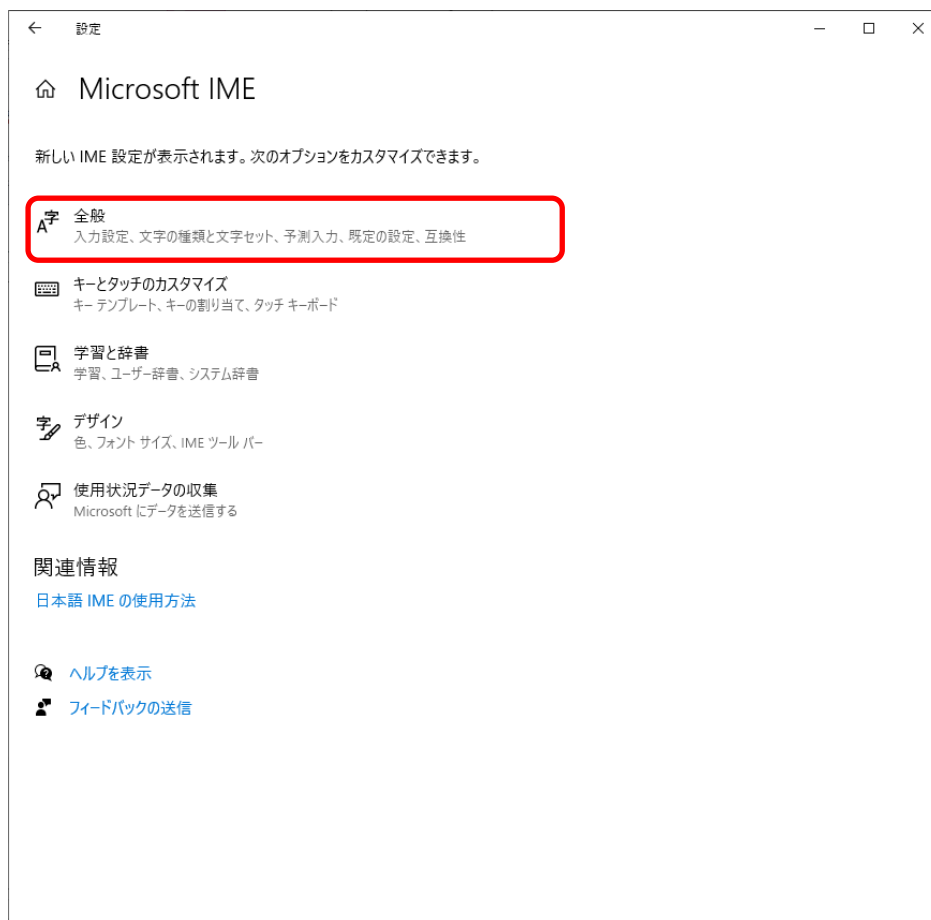 設定
Microsoft IME
新しい IME 設定が表示されます。次のオプションをカスタマイズできます。
全般
入力設定、文字の種類と文字セット、予測入力、既定の設定、互換性
キーとタッチのカスタマイズ
キー テンプレート、キーの割り当て、タッチ キーボード
学習と辞書
学習、ユーザー辞書、システム辞書
デザイン
色、フォント サイズ、IME ツール バー
使用状況データの収集
Microsoft にデータを送信する
関連情報
日本語 IME の使用方法
ヘルプを表示
フィードバックの送信